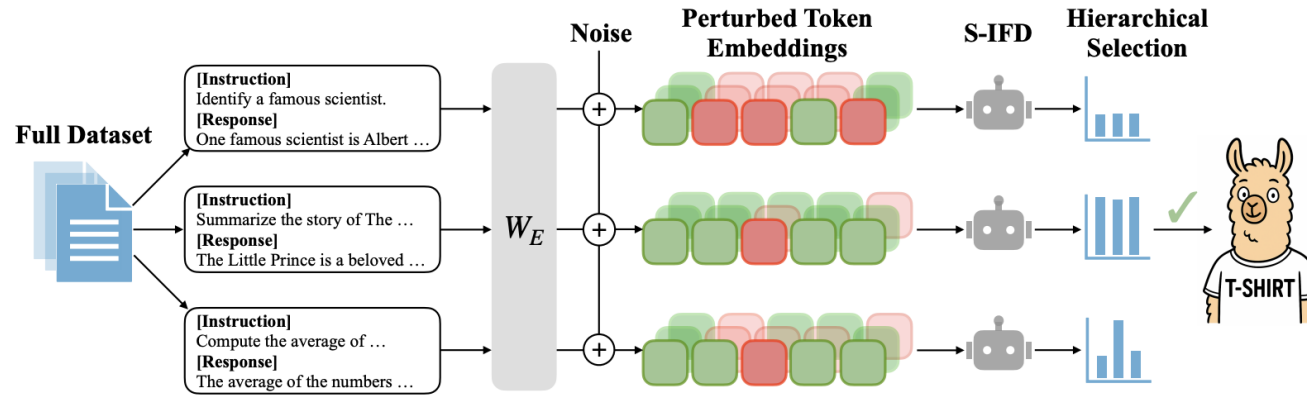 Full Dataset
[Instruction]
Identify a famous scientist.
[Response]
One famous scientist is Albert …
[Instruction]
Summarize the story of The …
[Response]
The Little Prince is a beloved …
[Instruction]
Compute the average of …
[Response]
The average of the numbers …
W_E
Noise
+
+
+
Perturbed Token
Embeddings
S-IFD
Hierarchical
Selection
✓
T-SHIRT